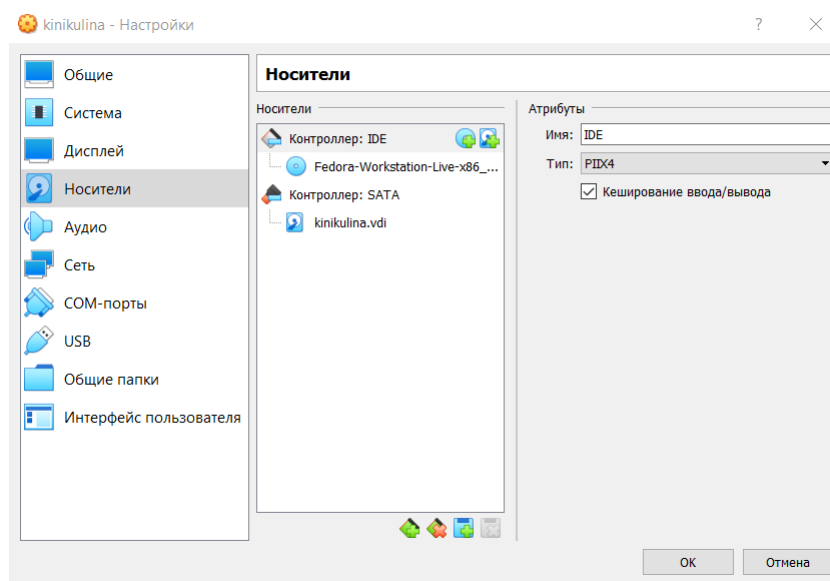 kinikulina - Настройки
?
Общие
Система
Дисплей
Носители
Аудио
Сеть
COM-порты
USB
Общие папки
Интерфейс пользователя
Носители
Носители
Контроллер: IDE
Fedora-Workstation-Live-x86_...
Контроллер: SATA
kinikulina.vdi
Атрибуты
Имя: IDE
Тип: PIIX4
Кеширование ввода/вывода
OK
Отмена